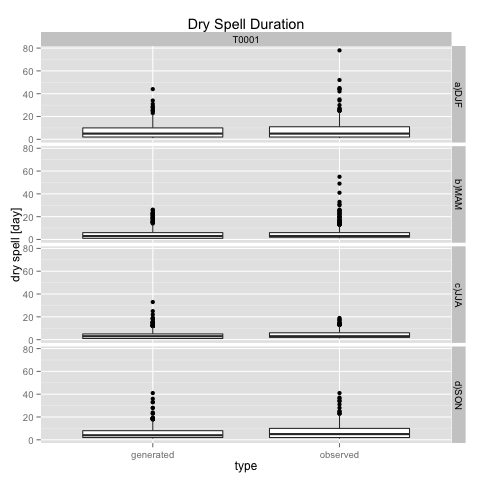 Dry Spell Duration
T0001
dry spell [day]
80
60
40
20
0
a)DJF
80
60
40
20
0
b)MAM
80
60
40
20
0
c)JJA
80
60
40
20
0
d)SON
generated observed
type